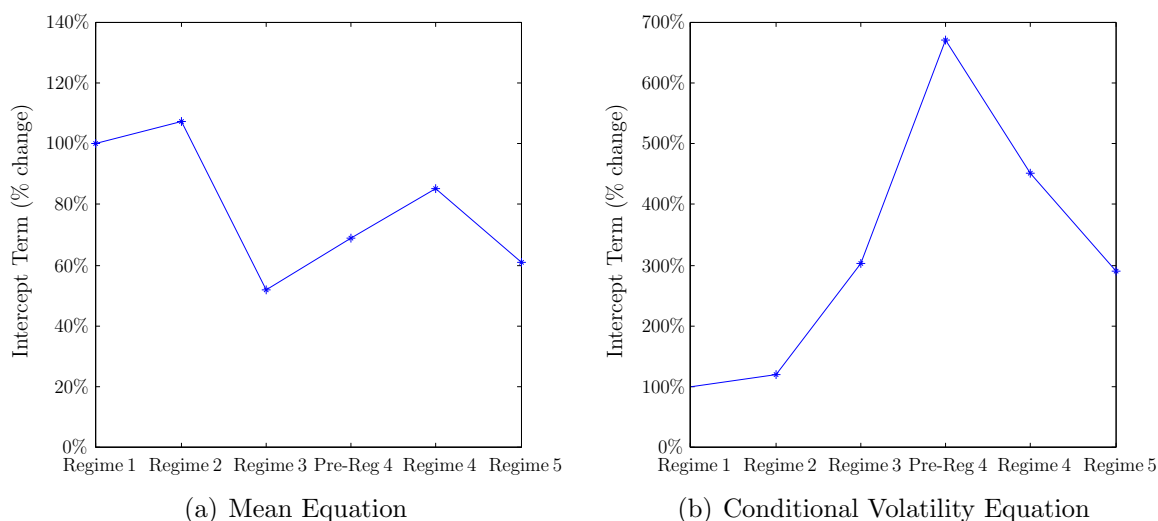 Intercept Term (% change)
140%
120%
100%
80%
60%
40%
20%
0%
Regime 1 Regime 2 Regime 3 Pre-Reg 4 Regime 4 Regime 5
(a) Mean Equation
Intercept Term (% change)
700%
600%
500%
400%
300%
200%
100%
0%
Regime 1 Regime 2 Regime 3 Pre-Reg 4 Regime 4 Regime 5
(b) Conditional Volatility Equation